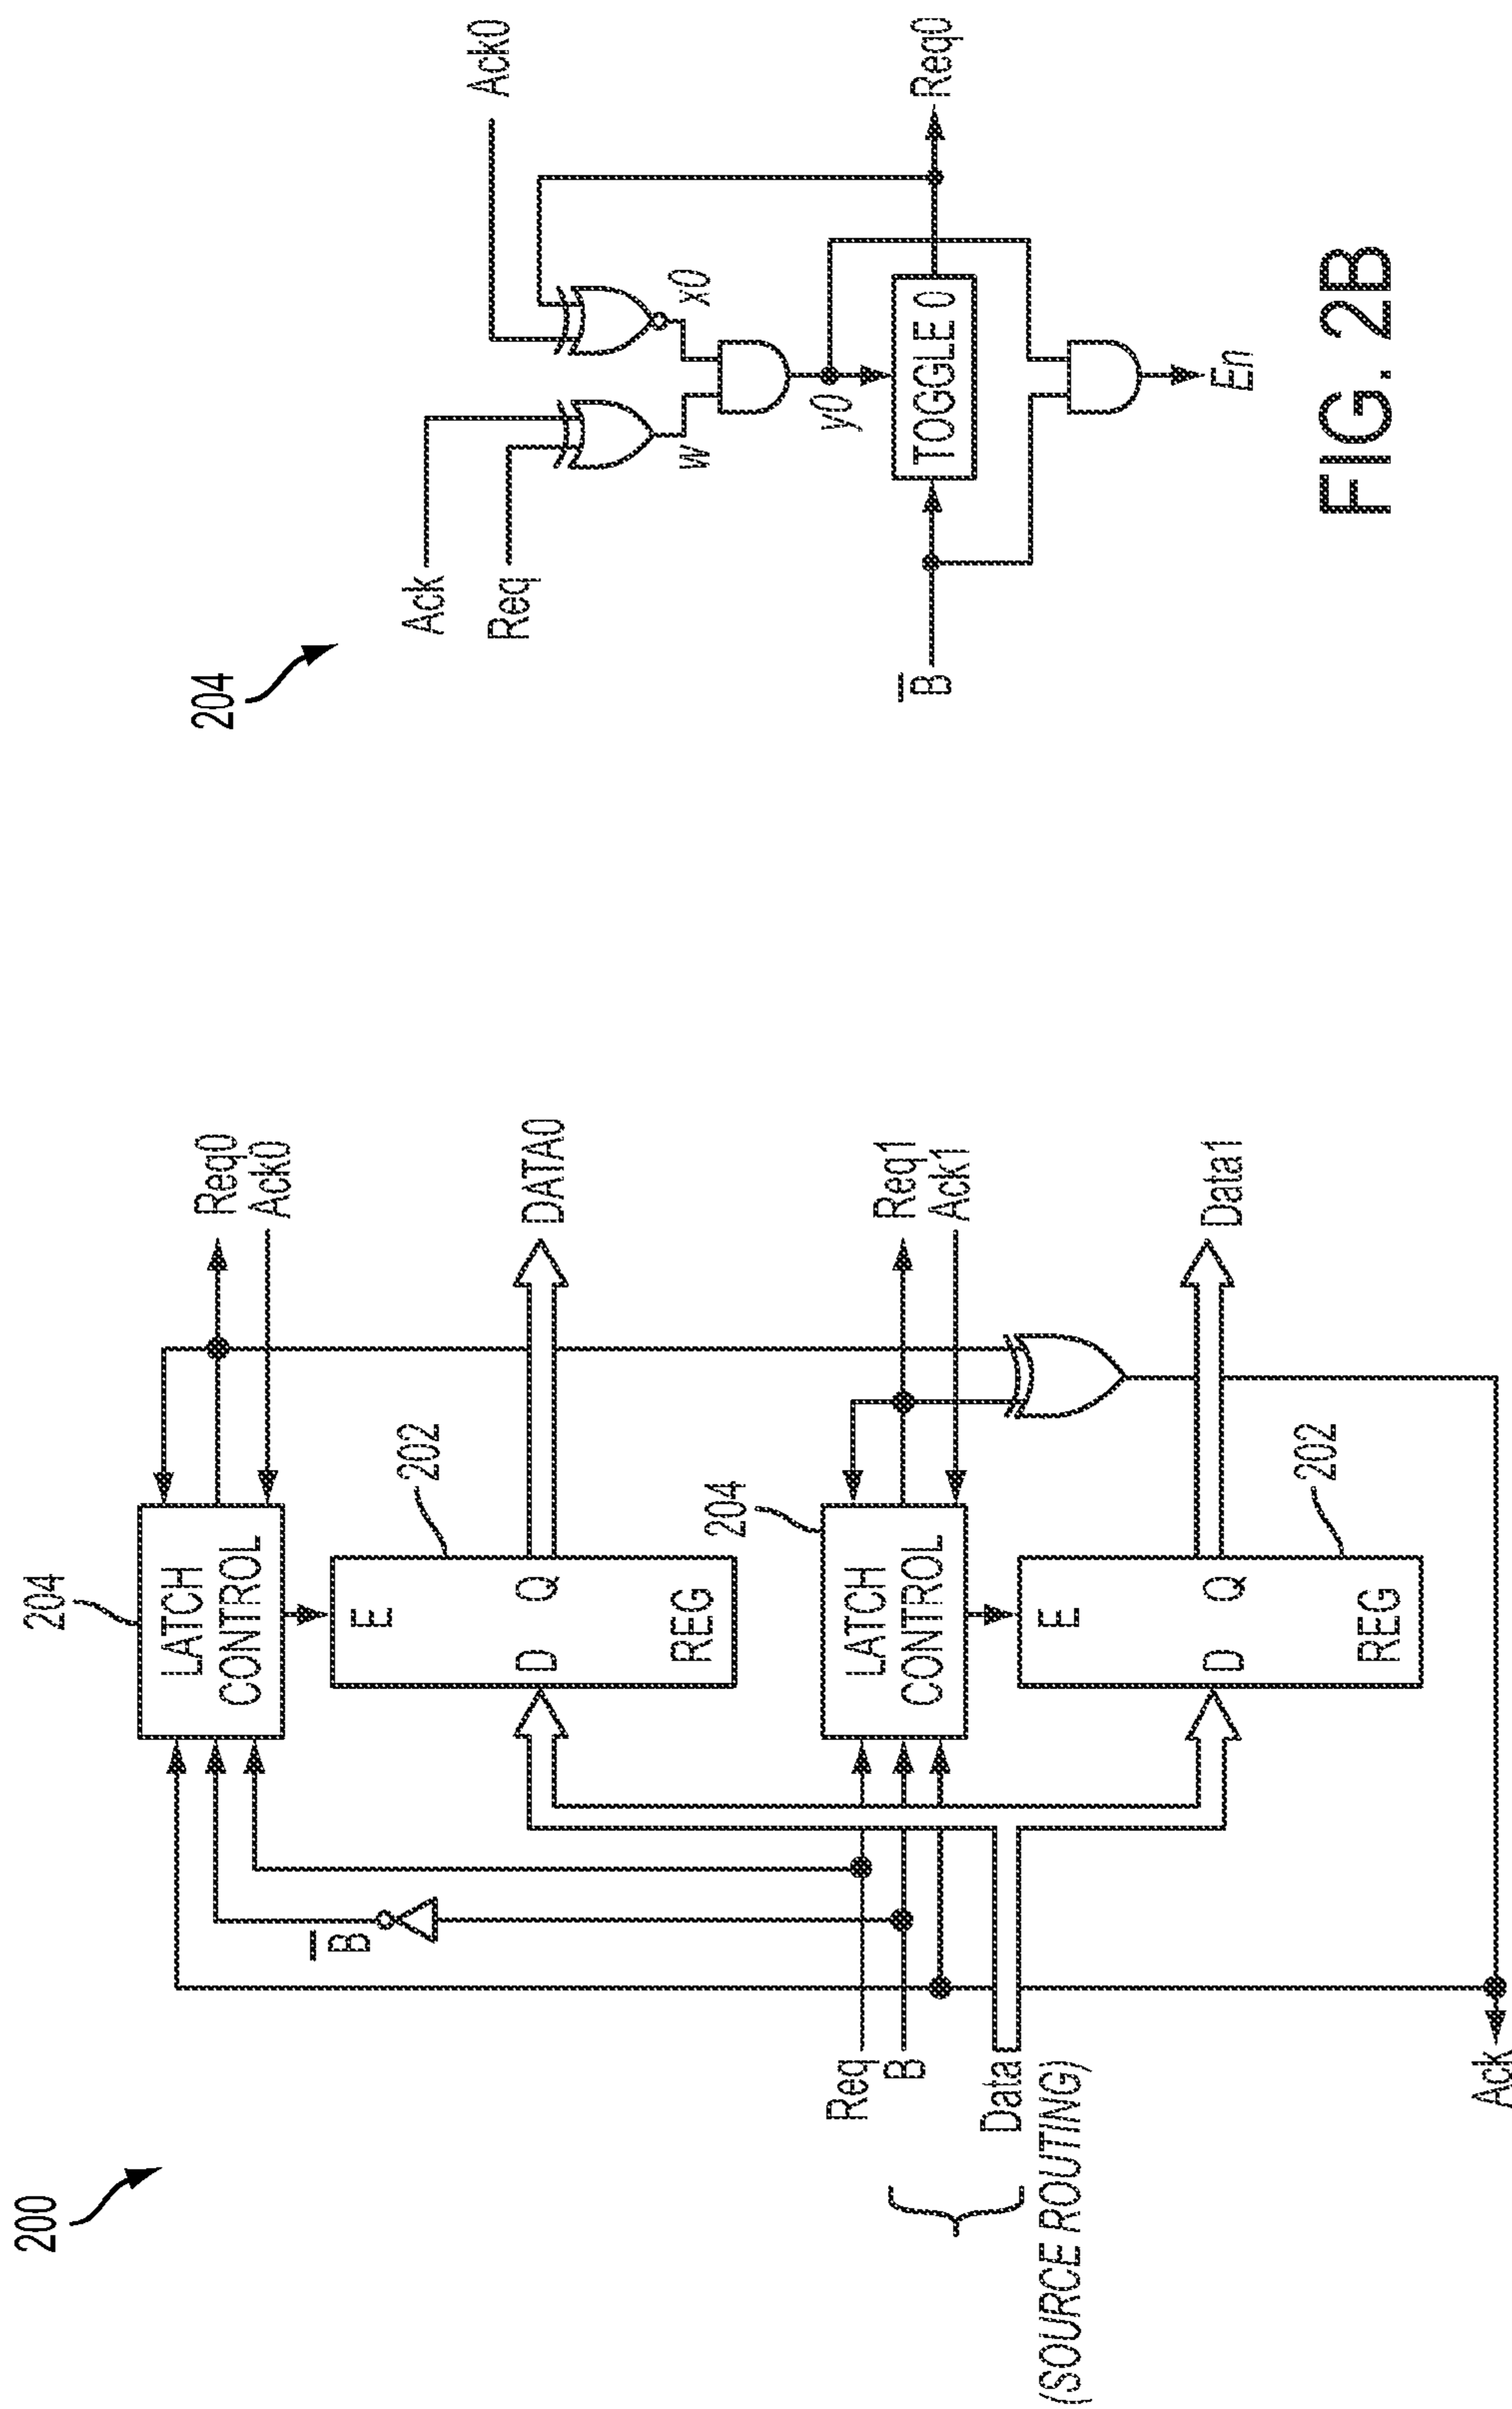 200
204
LATCH
CONTROL
Req0
Ack0
B
E
D Q
REG
202
DATA0
204
LATCH
CONTROL
Req1
Ack1
Req
B
Data
(SOURCE ROUTING)
E
D Q
REG
202
Data1
Ack
204
Ack
Req
Ack0
w
x0
y0
B
TOGGLE 0
Req0
En
FIG. 2B